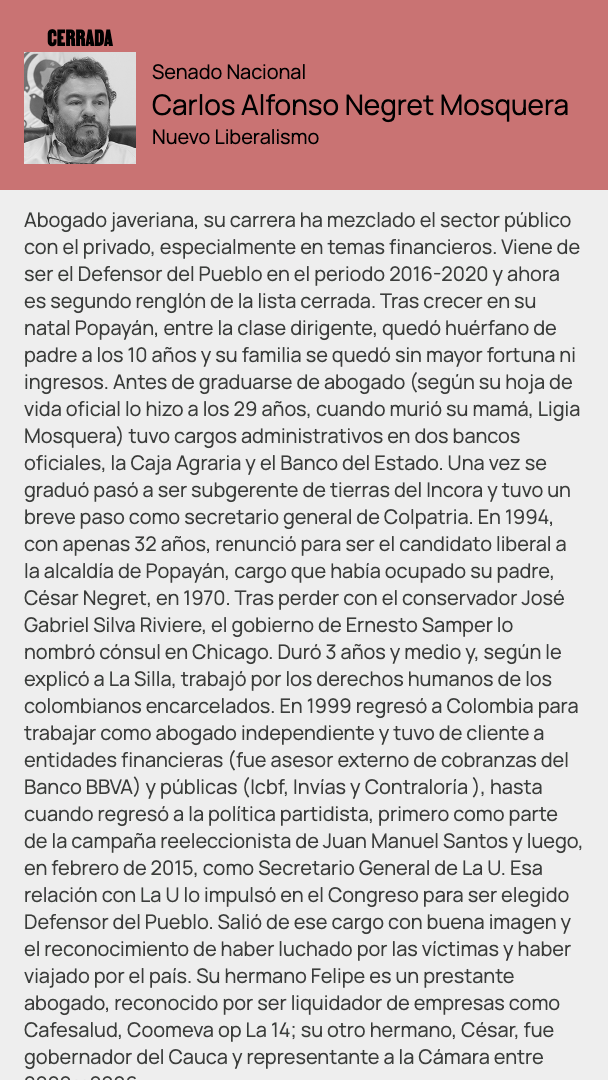 CERRADA
Senado Nacional
Carlos Alfonso Negret Mosquera
Nuevo Liberalismo
Abogado javeriana, su carrera ha mezclado el sector público
con el privado, especialmente en temas financieros. Viene de
ser el Defensor del Pueblo en el periodo 2016-2020 y ahora
es segundo renglón de la lista cerrada. Tras crecer en su
natal Popayán, entre la clase dirigente, quedó huérfano de
padre a los 10 años y su familia se quedó sin mayor fortuna ni
ingresos. Antes de graduarse de abogado (según su hoja de
vida oficial lo hizo a los 29 años, cuando murió su mamá, Ligia
Mosquera) tuvo cargos administrativos en dos bancos
oficiales, la Caja Agraria y el Banco del Estado. Una vez se
graduó pasó a ser subgerente de tierras del Incora y tuvo un
breve paso como secretario general de Colpatria. En 1994,
con apenas 32 años, renunció para ser el candidato liberal a
la alcaldía de Popayán, cargo que había ocupado su padre,
César Negret, en 1970. Tras perder con el conservador José
Gabriel Silva Riviere, el gobierno de Ernesto Samper lo
nombró cónsul en Chicago. Duró 3 años y medio y, según le
explicó a La Silla, trabajó por los derechos humanos de los
colombianos encarcelados. En 1999 regresó a Colombia para
trabajar como abogado independiente y tuvo de cliente a
entidades financieras (fue asesor externo de cobranzas del
Banco BBVA) y públicas (Icbf, Invías y Contraloría ), hasta
cuando regresó a la política partidista, primero como parte
de la campaña reeleccionista de Juan Manuel Santos y luego,
en febrero de 2015, como Secretario General de La U. Esa
relación con La U lo impulsó en el Congreso para ser elegido
Defensor del Pueblo. Salió de ese cargo con buena imagen y
el reconocimiento de haber luchado por las víctimas y haber
viajado por el país. Su hermano Felipe es un prestante
abogado, reconocido por ser liquidador de empresas como
Cafesalud, Coomeva op La 14; su otro hermano, César, fue
gobernador del Cauca y representante a la Cámara entre